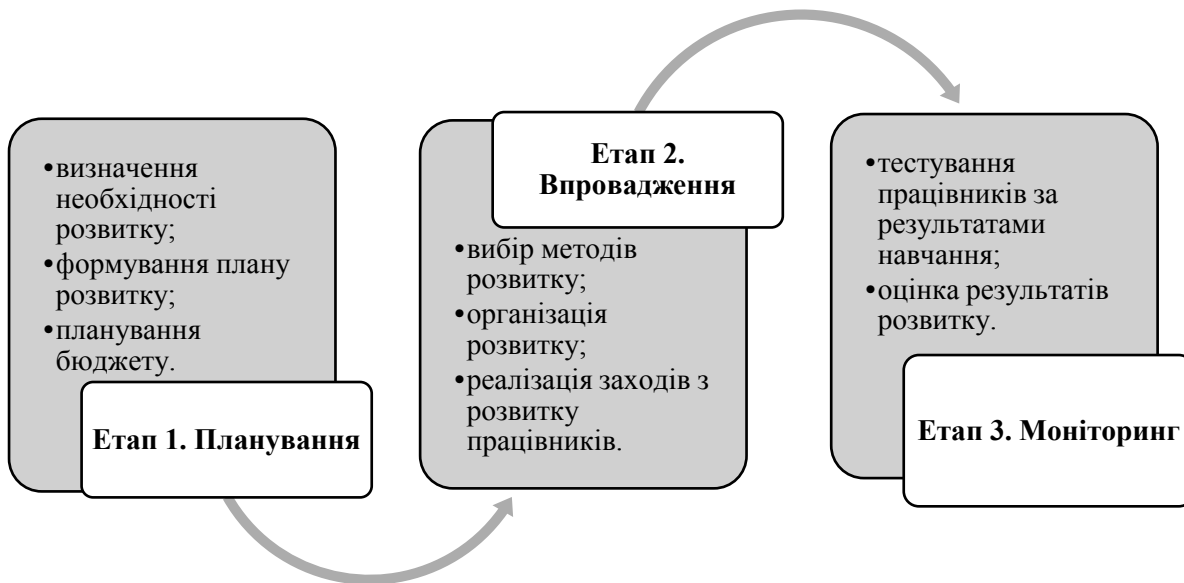 •визначення
необхідності
розвитку;
•формування плану
розвитку;
•планування
бюджету.
Етап 1. Планування
Етап 2.
Впровадження
•вибір методів
розвитку;
•організація
розвитку;
•реалізація заходів з
розвитку
працівників.
•тестування
працівників за
результатами
навчання;
•оцінка результатів
розвитку.
Етап 3. Моніторинг